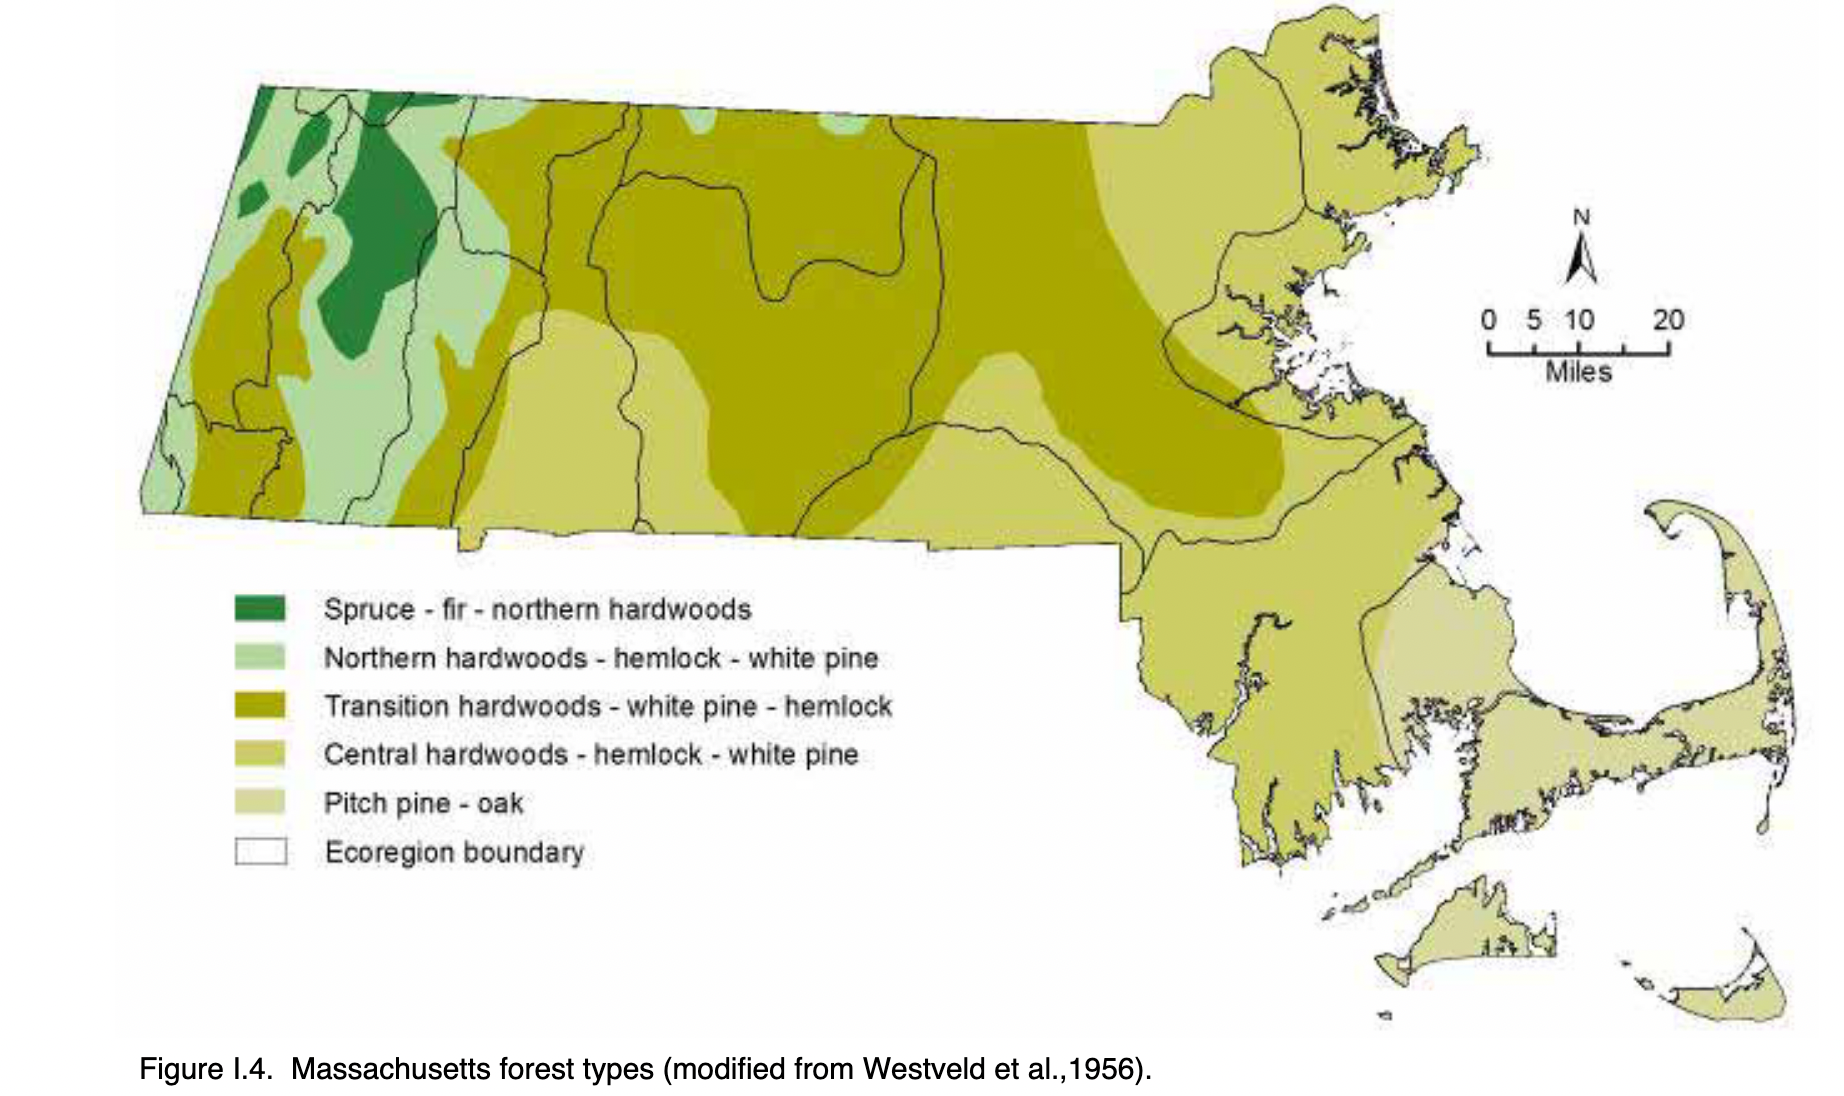 N
0 5 10 20
Miles
Spruce - fir - northern hardwoods
Northern hardwoods - hemlock - white pine
Transition hardwoods - white pine - hemlock
Central hardwoods - hemlock - white pine
Pitch pine - oak
Ecoregion boundary
Figure I.4. Massachusetts forest types (modified from Westveld et al.,1956).